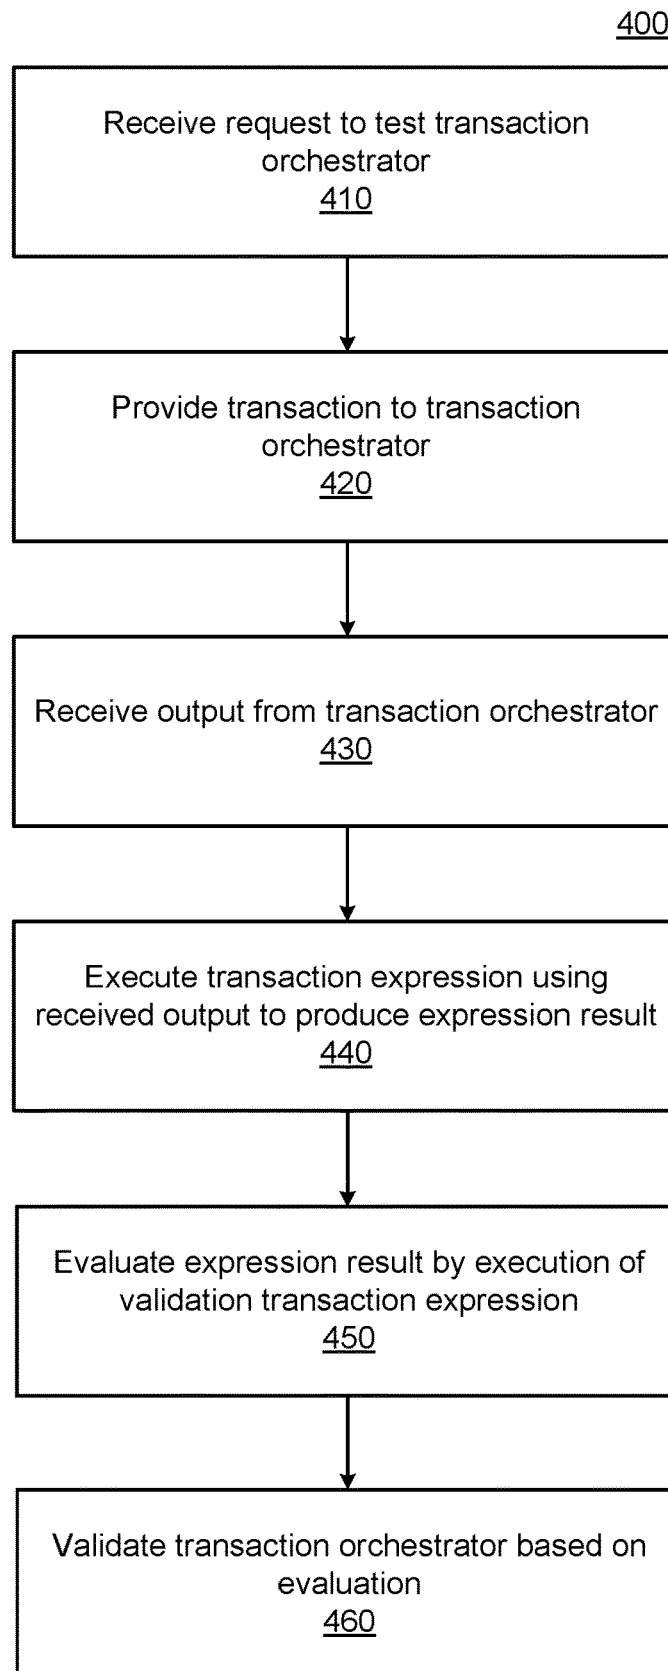 400
Receive request to test transaction
orchestrator
410
Provide transaction to transaction
orchestrator
420
Receive output from transaction orchestrator
430
Execute transaction expression using
received output to produce expression result
440
Evaluate expression result by execution of
validation transaction expression
450
Validate transaction orchestrator based on
evaluation
460